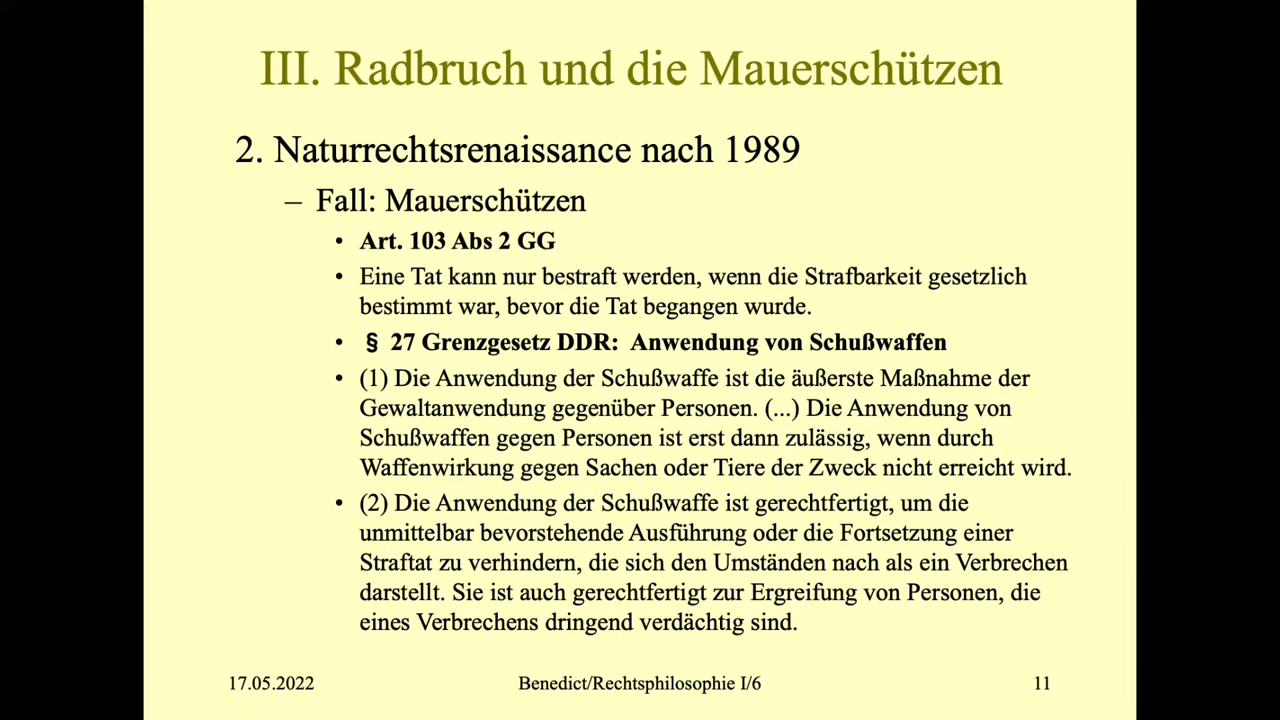 III. Radbruch und die Mauerschützen
2. Naturrechtsrenaissance nach 1989
– Fall: Mauerschützen
• Art. 103 Abs 2 GG
• Eine Tat kann nur bestraft werden, wenn die Strafbarkeit gesetzlich
bestimmt war, bevor die Tat begangen wurde.
• § 27 Grenzgesetz DDR: Anwendung von Schußwaffen
• (1) Die Anwendung der Schußwaffe ist die äußerste Maßnahme der
Gewaltanwendung gegenüber Personen. (...) Die Anwendung von
Schußwaffen gegen Personen ist erst dann zulässig, wenn durch
Waffenwirkung gegen Sachen oder Tiere der Zweck nicht erreicht wird.
• (2) Die Anwendung der Schußwaffe ist gerechtfertigt, um die
unmittelbar bevorstehende Ausführung oder die Fortsetzung einer
Straftat zu verhindern, die sich den Umständen nach als ein Verbrechen
darstellt. Sie ist auch gerechtfertigt zur Ergreifung von Personen, die
eines Verbrechens dringend verdächtig sind.
17.05.2022 Benedict/Rechtsphilosophie I/6 11